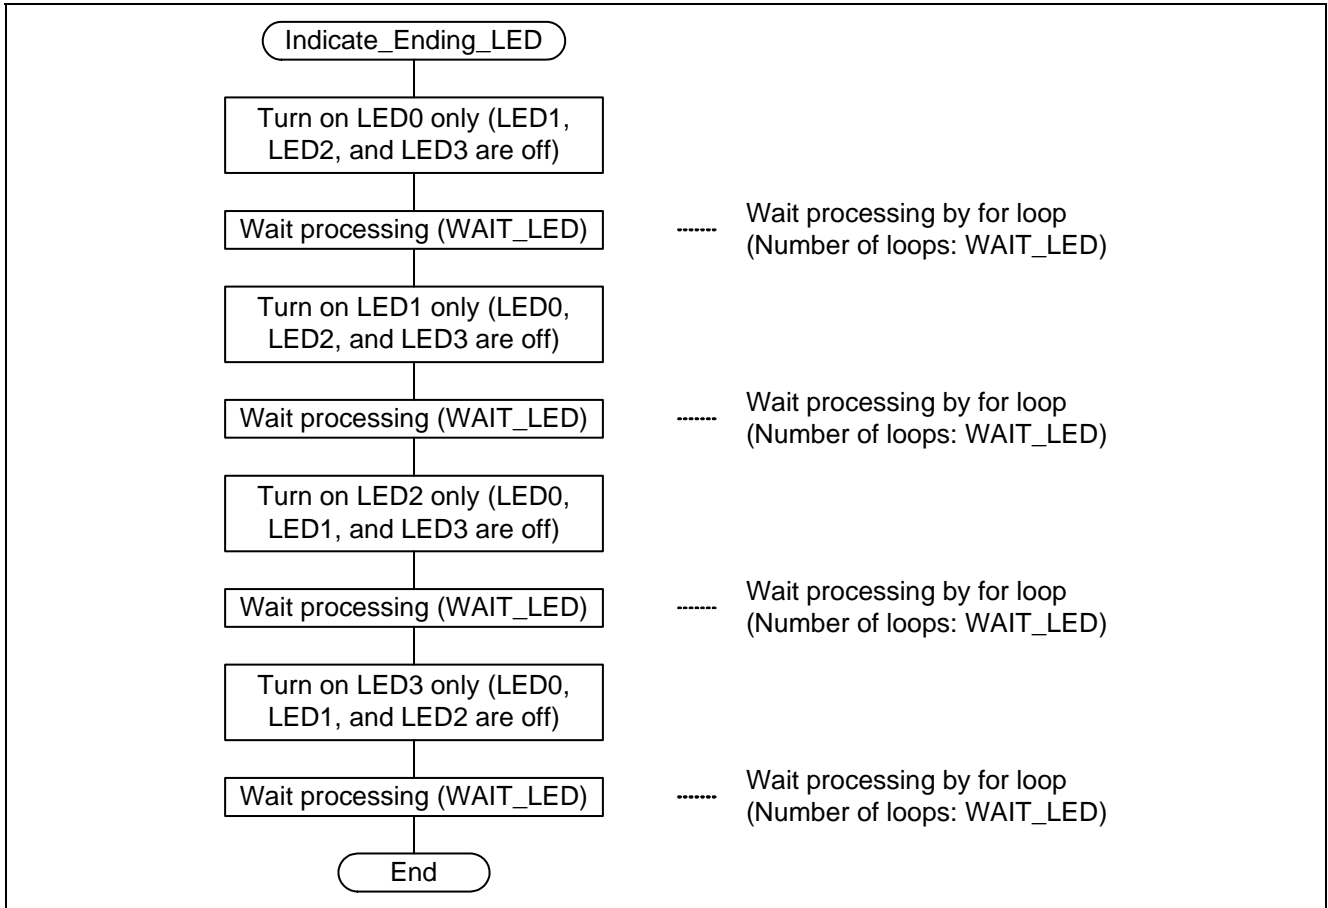 Indicate_Ending_LED
Turn on LED0 only (LED1,
LED2, and LED3 are off)
Wait processing (WAIT_LED)
Wait processing by for loop
(Number of loops: WAIT_LED)
Turn on LED1 only (LED0,
LED2, and LED3 are off)
Wait processing (WAIT_LED)
Wait processing by for loop
(Number of loops: WAIT_LED)
Turn on LED2 only (LED0,
LED1, and LED3 are off)
Wait processing (WAIT_LED)
Wait processing by for loop
(Number of loops: WAIT_LED)
Turn on LED3 only (LED0,
LED1, and LED2 are off)
Wait processing (WAIT_LED)
Wait processing by for loop
(Number of loops: WAIT_LED)
End